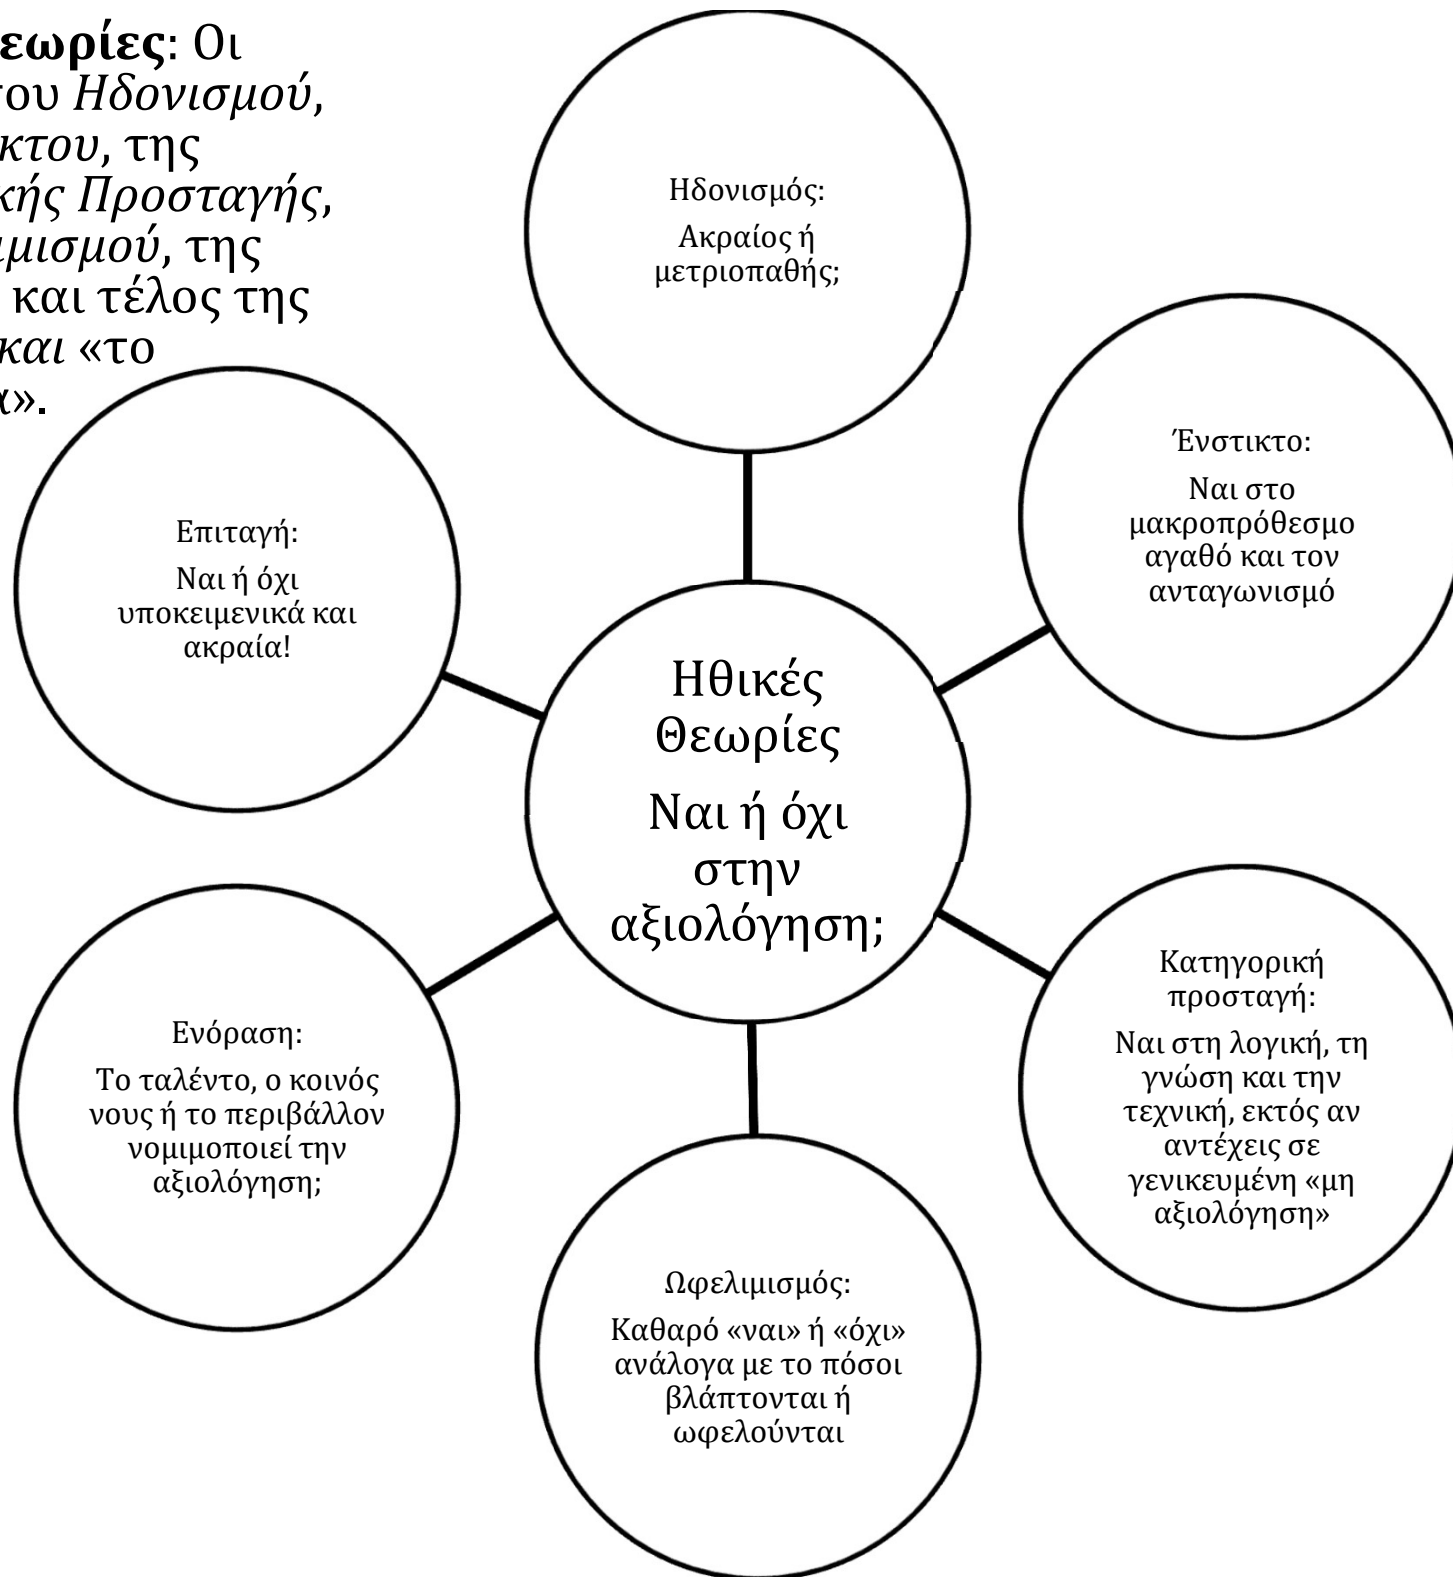 εωρίες: Οι
του Ηδονισμού,
κτου, της
κής Προσταγής,
ιμισμού, της
και τέλος της
και «το
α».
Ηδονισμός:
Ακραίος ή
μετριοπαθής;
Ένστικτο:
Ναι στο
μακροπρόθεσμο
αγαθό και τον
ανταγωνισμό
Επιταγή:
Ναι ή όχι
υποκειμενικά και
ακραία!
Ηθικές
Θεωρίες
Ναι ή όχι
στην
αξιολόγηση;
Κατηγορική
προσταγή:
Ναι στη λογική, τη
γνώση και την
τεχνική, εκτός αν
αντέχεις σε
γενικευμένη «μη
αξιολόγηση»
Ενόραση:
Το ταλέντο, ο κοινός
νους ή το περιβάλλον
νομιμοποιεί την
αξιολόγηση;
Ωφελιμισμός:
Καθαρό «ναι» ή «όχι»
ανάλογα με το πόσοι
βλάπτονται ή
ωφελούνται